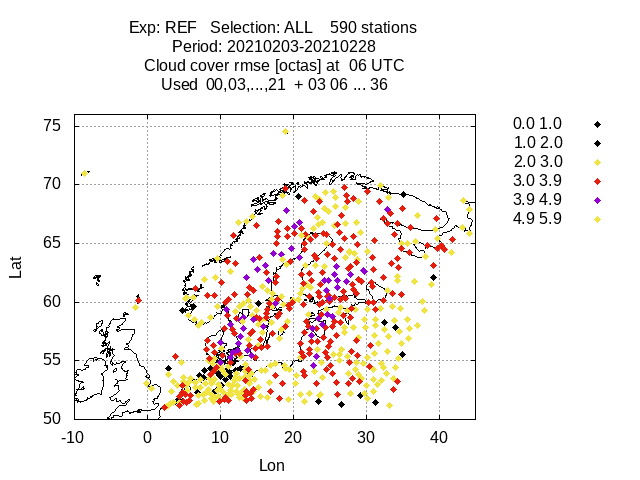 Exp: REF Selection: ALL 590 stations
Period: 20210203-20210228
Cloud cover rmse [octas] at 06 UTC
Used 00,03,...,21 + 03 06 ... 36
0.0 1.0
1.0 2.0
2.0 3.0
3.0 3.9
3.9 4.9
4.9 5.9
75
70
65
60
55
50
Lat
-10 0 10 20 30 40
Lon